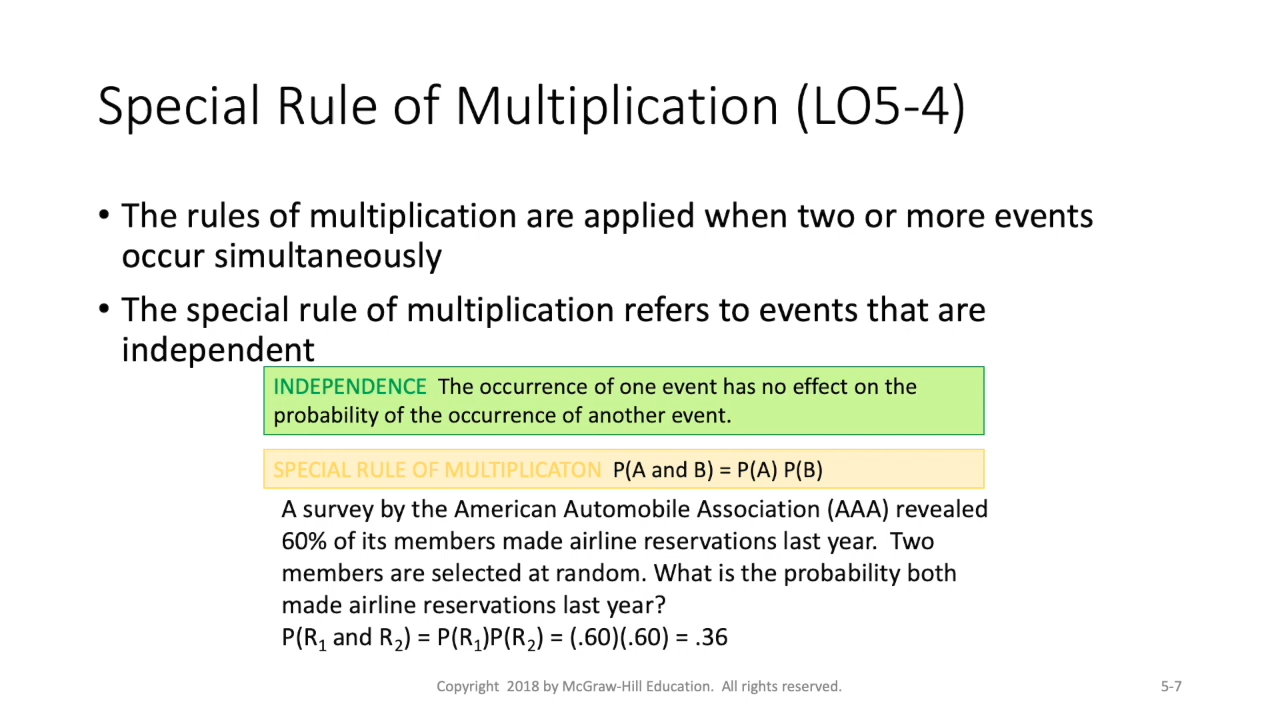 Special Rule of Multiplication (LO5-4)
• The rules of multiplication are applied when two or more events
occur simultaneously
• The special rule of multiplication refers to events that are
independent
INDEPENDENCE The occurrence of one event has no effect on the
probability of the occurrence of another event.
SPECIAL RULE OF MULTIPLICATON P(A and B) = P(A) P(B)
A survey by the American Automobile Association (AAA) revealed
60% of its members made airline reservations last year. Two
members are selected at random. What is the probability both
made airline reservations last year?
P(R₁ and R₂) = P(R₁)P(R₂) = (.60)(.60) = .36
Copyright 2018 by McGraw-Hill Education. All rights reserved.
5-7